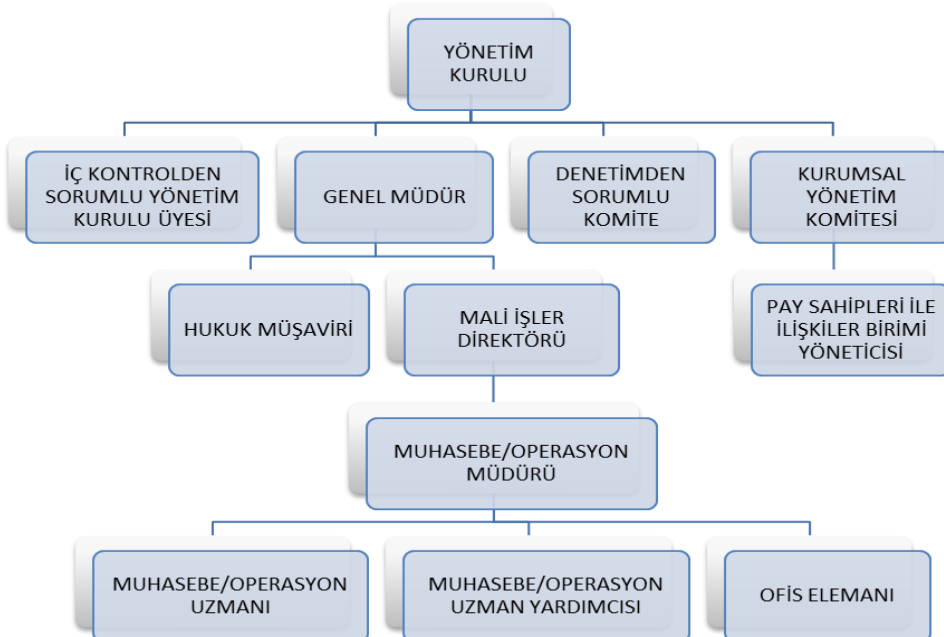 YÖNETİM
KURULU
İÇ KONTROLDEN
SORUMLU YÖNETİM
KURULU ÜYESİ
GENEL MÜDÜR
DENETİMDEN
SORUMLU
KOMİTE
KURUMSAL
YÖNETİM
KOMİTESİ
HUKUK MÜŞAVİRİ
MALİ İŞLER
DİREKTÖRÜ
PAY SAHİPLERİ İLE
İLİŞKİLER BİRİMİ
YÖNETİCİSİ
MUHASEBE/OPERASYON
MÜDÜRÜ
MUHASEBE/OPERASYON
UZMANI
MUHASEBE/OPERASYON
UZMAN YARDIMCISI
OFİS ELEMANI